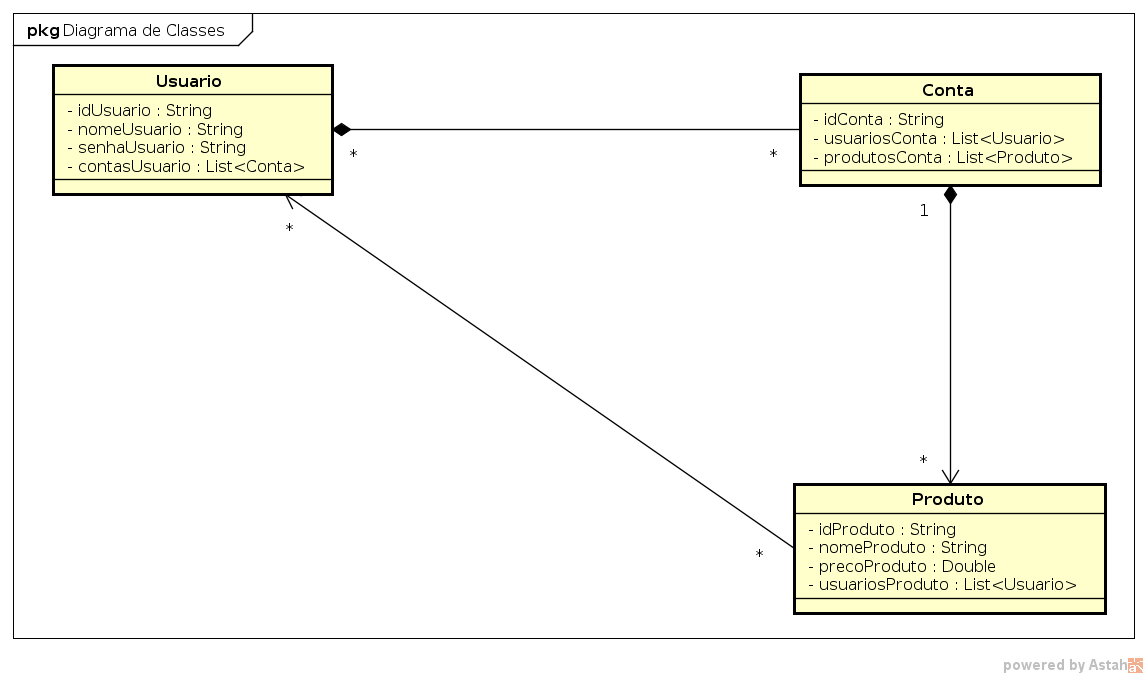 pkg Diagrama de Classes
Usuario
- idUsuario : String
- nomeUsuario : String
- senhaUsuario : String
- contasUsuario : List<Conta>
Conta
- idConta : String
- usuariosConta : List<Usuario>
- produtosConta : List<Produto>
*
*
1
*
*
*
Produto
- idProduto : String
- nomeProduto : String
- precoProduto : Double
- usuariosProduto : List<Usuario>
powered by Astah